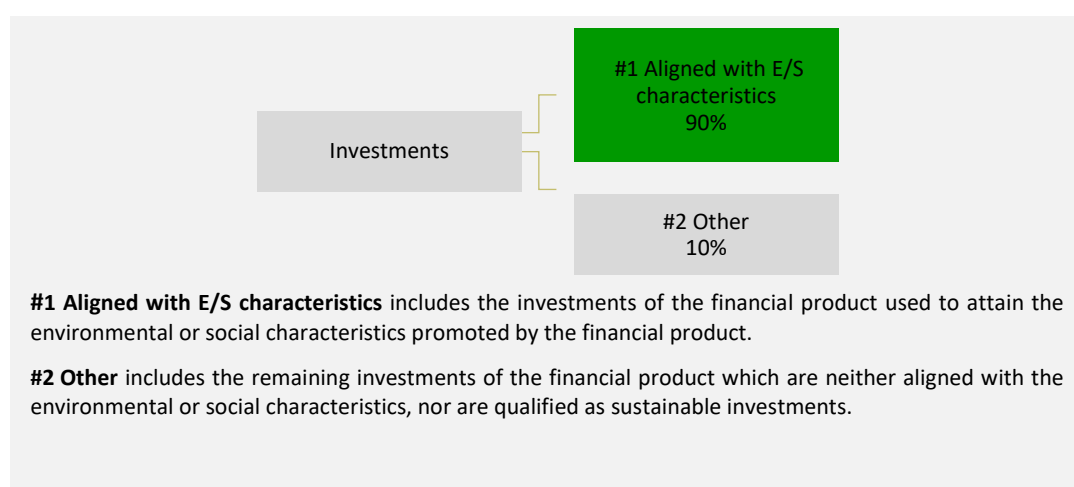 #1 Aligned with E/S
characteristics
90%
Investments
#2 Other
10%
#1 Aligned with E/S characteristics includes the investments of the financial product used to attain the
environmental or social characteristics promoted by the financial product.
#2 Other includes the remaining investments of the financial product which are neither aligned with the
environmental or social characteristics, nor are qualified as sustainable investments.